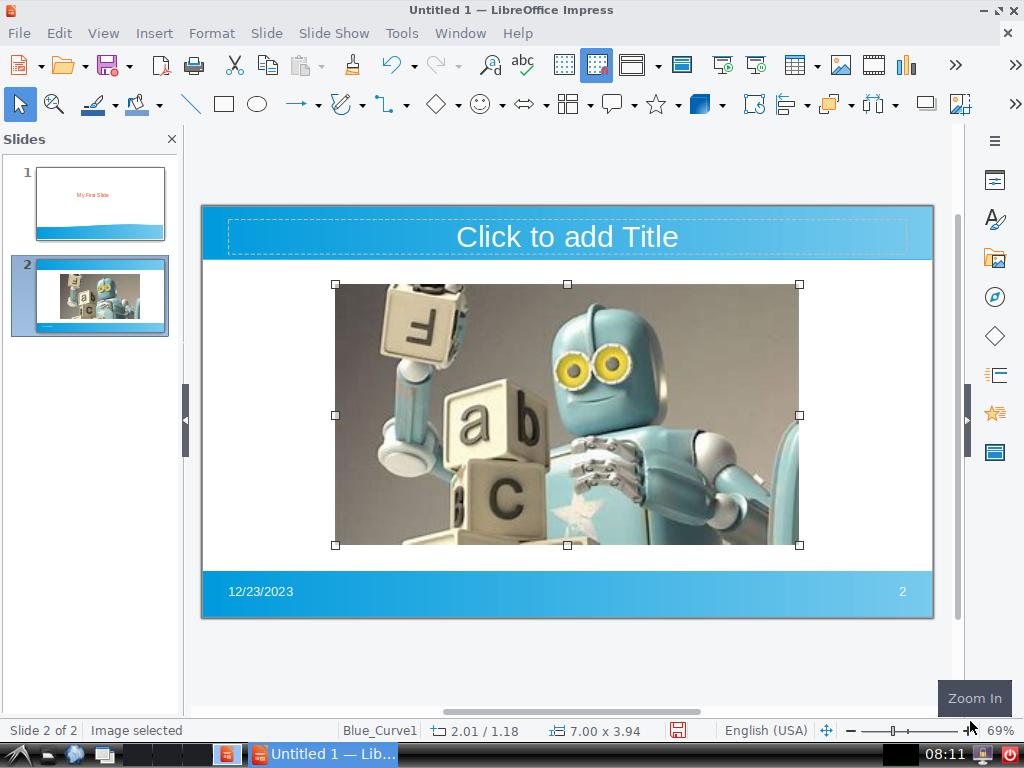 Untitled 1 — LibreOffice Impress
File Edit View Insert Format Slide Slide Show Tools Window Help
abc
Slides
1
My First Slide
2
Click to add Title
F
a b
B C
12/23/2023 2
Zoom In
Slide 2 of 2 Image selected Blue_Curve1 2.01 / 1.18 7.00 x 3.94 English (USA) 69%
Untitled 1 — Lib... 08:11